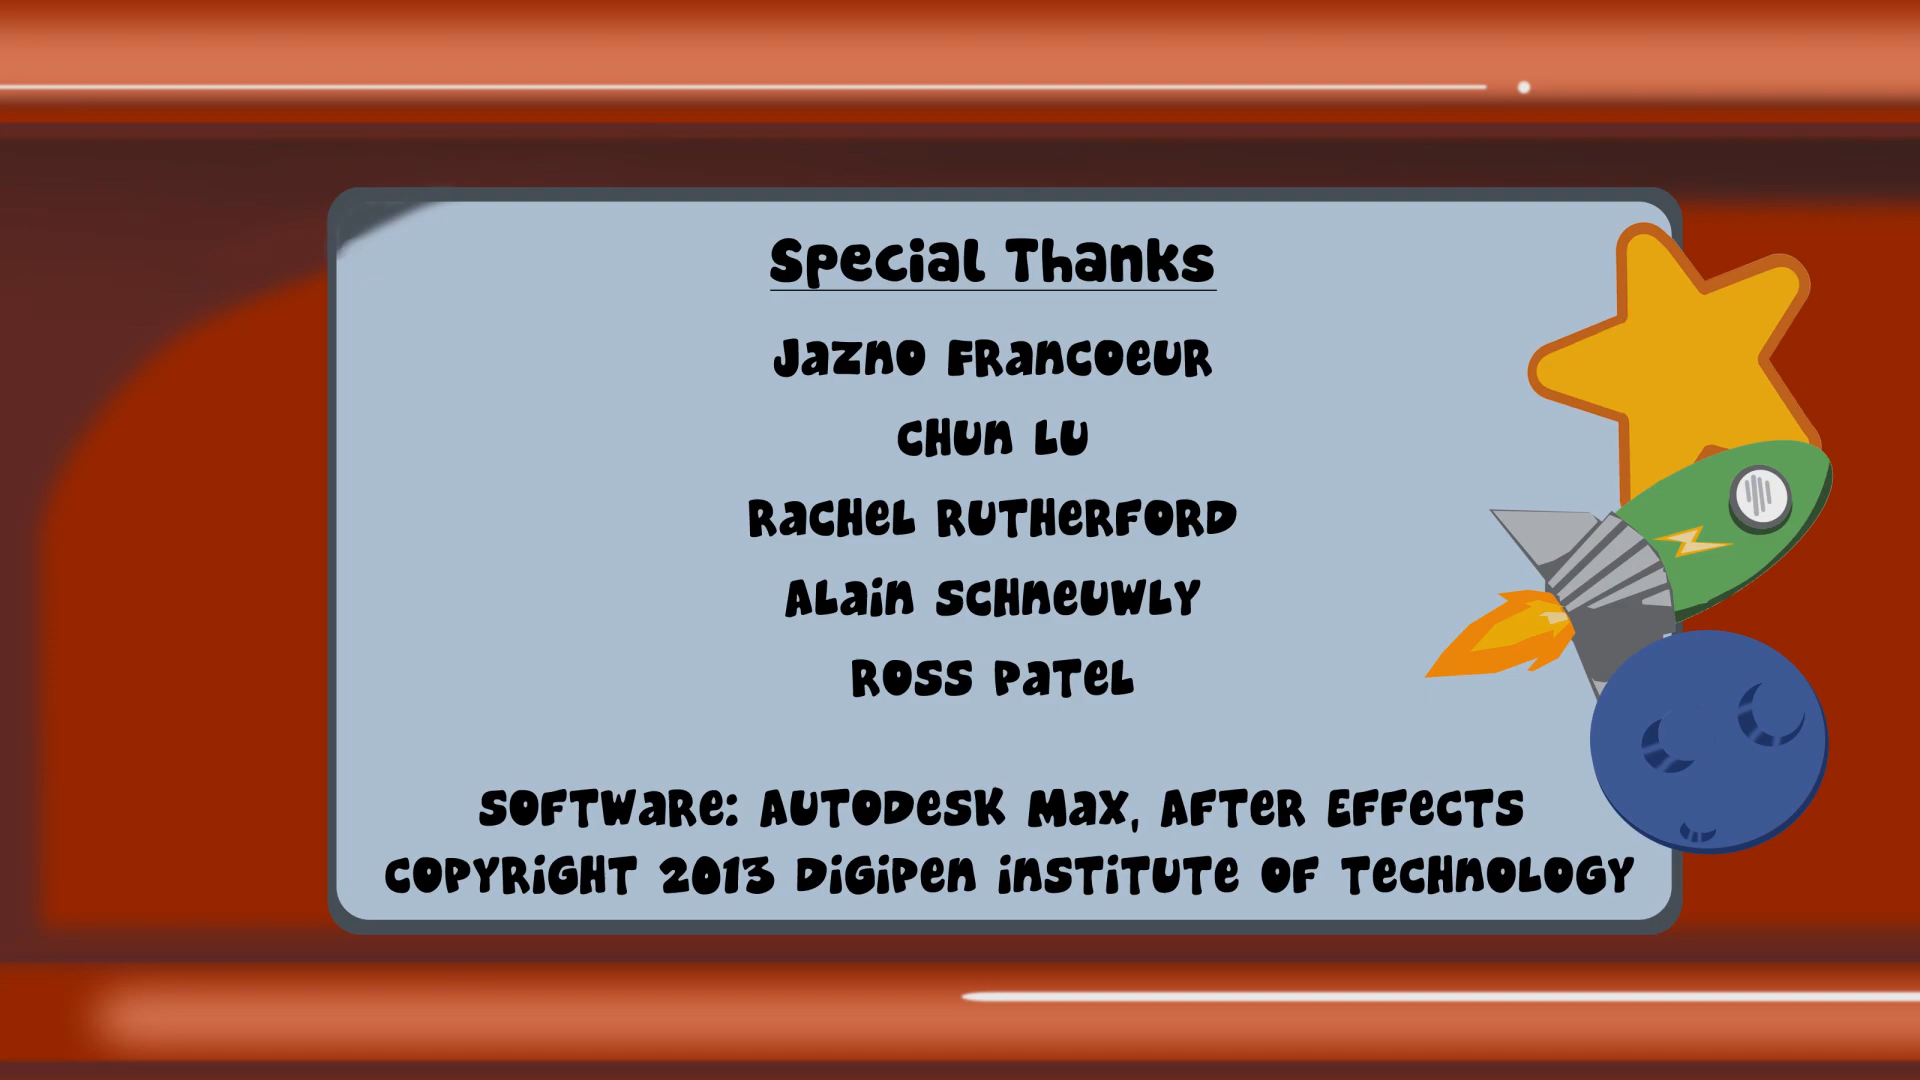 Special Thanks
Jazno Francoeur
Chun Lu
Rachel Rutherford
Alain Schneuwly
Ross Patel
Software: Autodesk Max, After Effects
Copyright 2013 DigiPen Institute of Technology